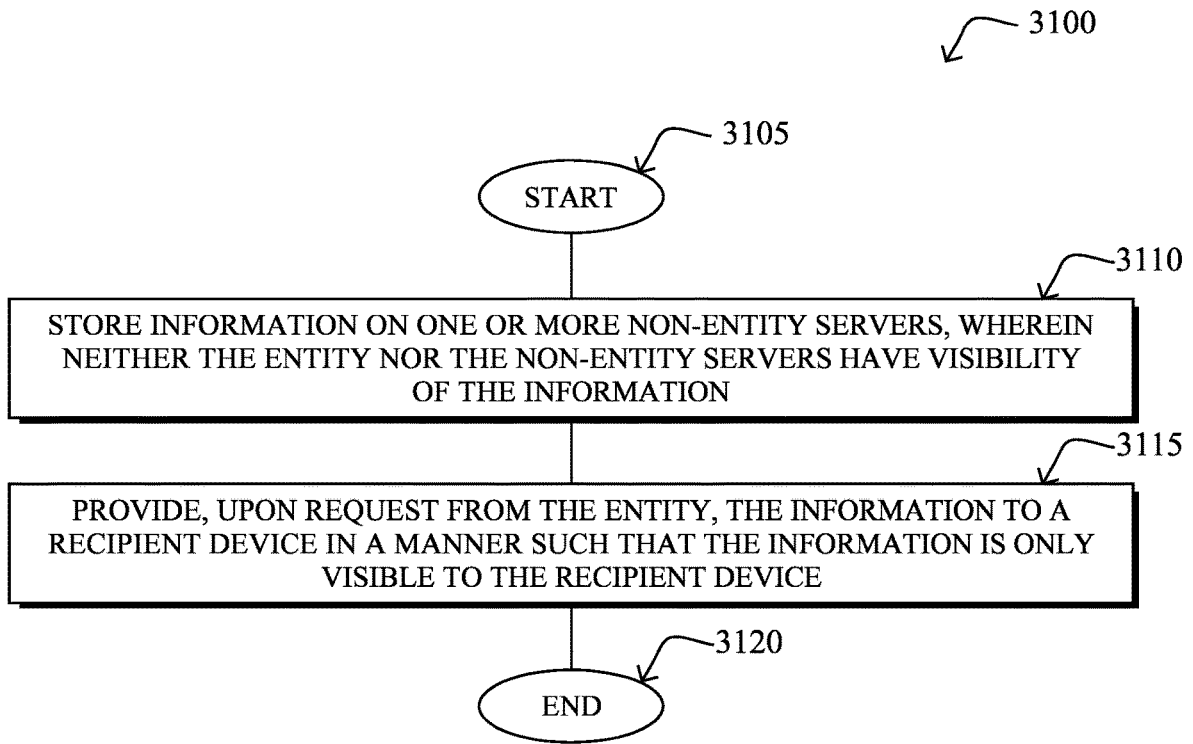 3100
3105
START
3110
STORE INFORMATION ON ONE OR MORE NON-ENTITY SERVERS, WHEREIN
NEITHER THE ENTITY NOR THE NON-ENTITY SERVERS HAVE VISIBILITY
OF THE INFORMATION
3115
PROVIDE, UPON REQUEST FROM THE ENTITY, THE INFORMATION TO A
RECIPIENT DEVICE IN A MANNER SUCH THAT THE INFORMATION IS ONLY
VISIBLE TO THE RECIPIENT DEVICE
3120
END